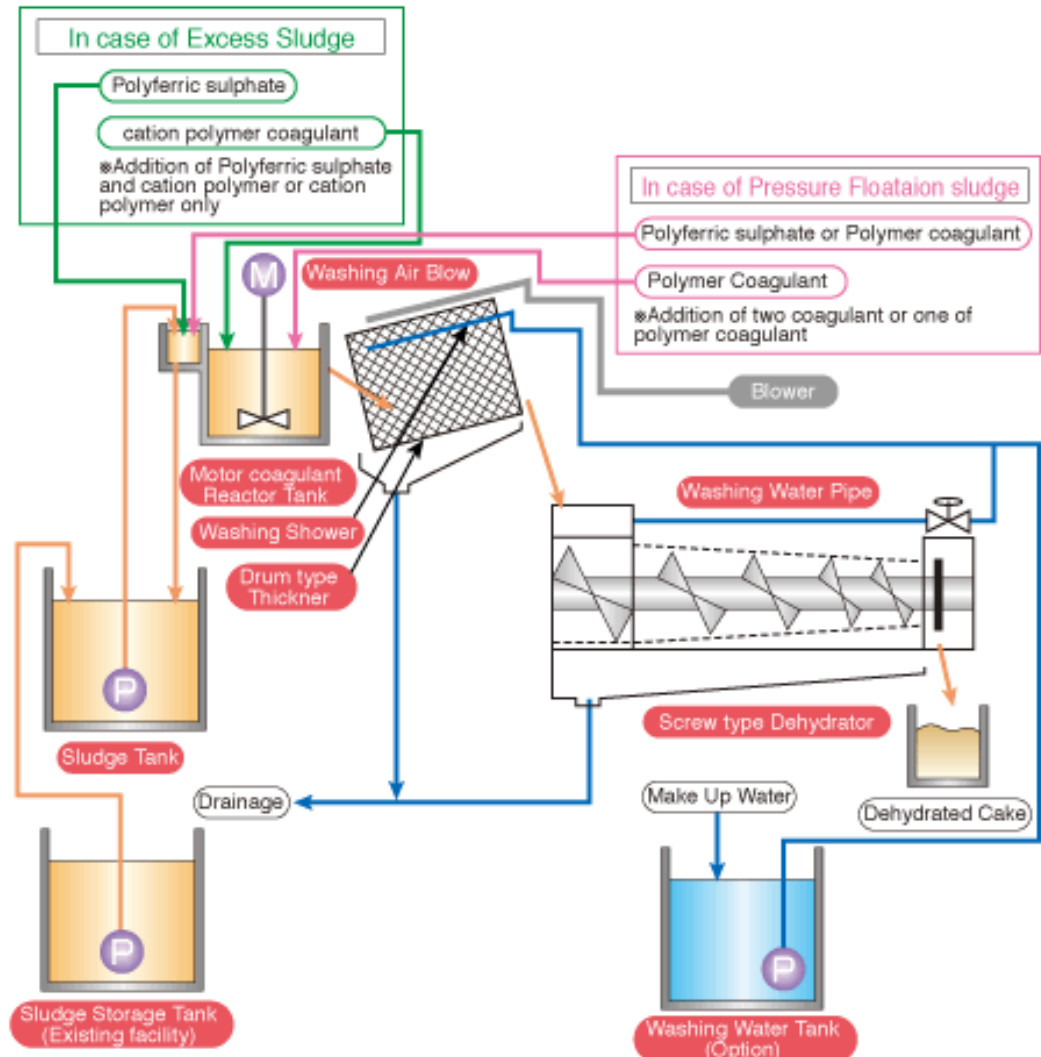 In case of Excess Sludge
Polyferric sulphate
cation polymer coagulant
※Addition of Polyferric sulphate
and cation polymer or cation
polymer only
In case of Pressure Floataion sludge
Polyferric sulphate or Polymer coagulant
Polymer Coagulant
※Addition of two coagulant or one of
polymer coagulant
M
Washing Air Blow
Blower
Motor coagulant
Reactor Tank
Washing Shower
Drum type
Thickner
Washing Water Pipe
P
Sludge Tank
Screw type Dehydrator
Drainage
Make Up Water
Dehydrated Cake
P
Sludge Storage Tank
(Existing facility)
P
Washing Water Tank
(Option)